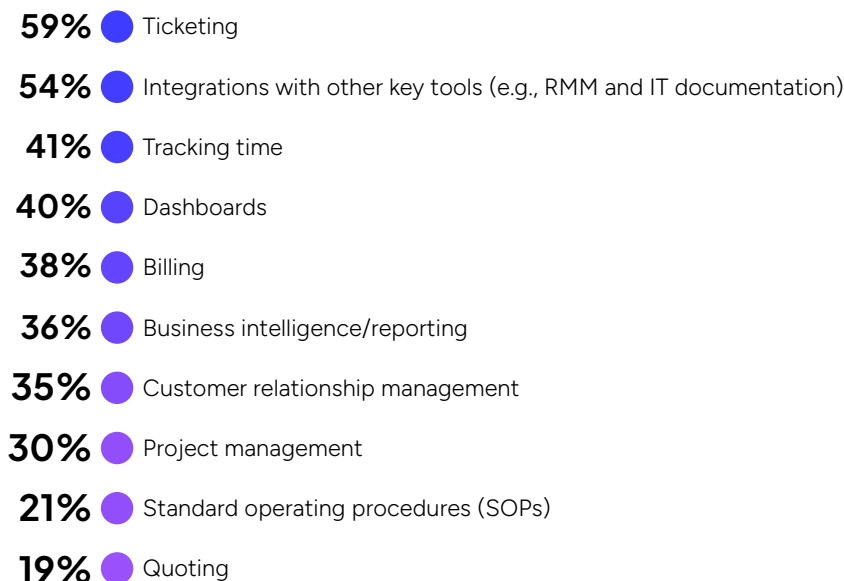 59% Ticketing
54% Integrations with other key tools (e.g., RMM and IT documentation)
41% Tracking time
40% Dashboards
38% Billing
36% Business intelligence/reporting
35% Customer relationship management
30% Project management
21% Standard operating procedures (SOPs)
19% Quoting